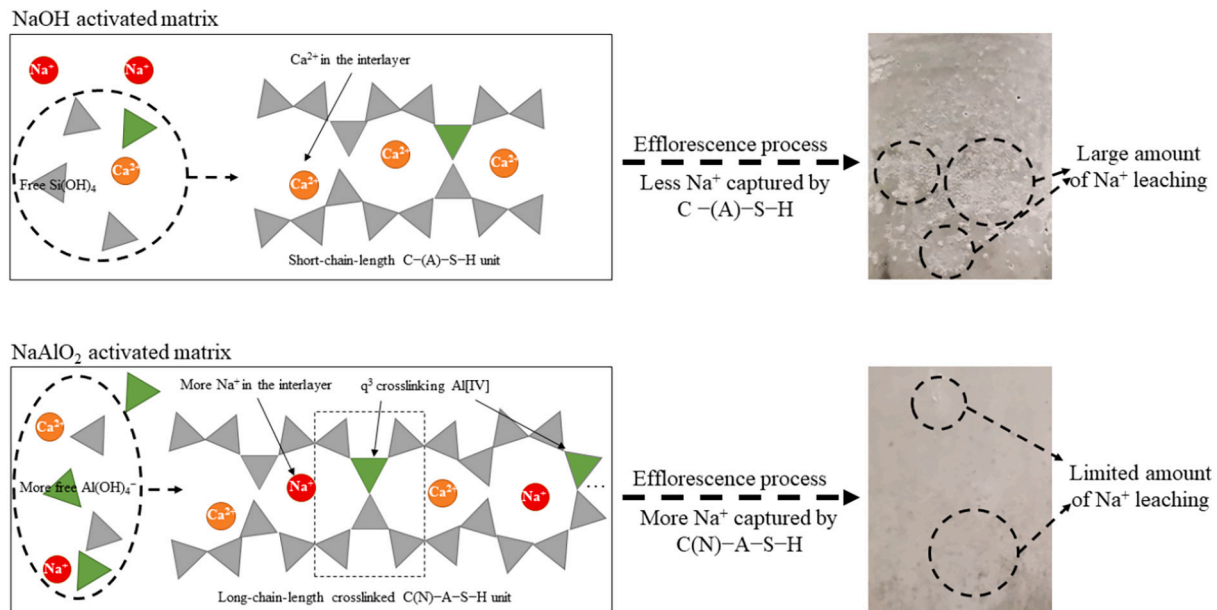 NaOH activated matrix
Na⁺
Na⁺
Ca²⁺
Free Si(OH)₄
Ca²⁺ in the interlayer
Ca²⁺
Ca²⁺
Ca²⁺
Short-chain-length C−(A)−S−H unit
Efflorescence process
Less Na⁺ captured by
C −(A)−S−H
Large amount
of Na⁺ leaching
NaAlO₂ activated matrix
Ca²⁺
More free Al(OH)₄⁻
Na⁺
More Na⁺ in the interlayer
q³ crosslinking Al[IV]
Na⁺
Ca²⁺
Ca²⁺
Na⁺
...
Long-chain-length crosslinked C(N)−A−S−H unit
Efflorescence process
More Na⁺ captured by
C(N)−A−S−H
Limited amount
of Na⁺ leaching